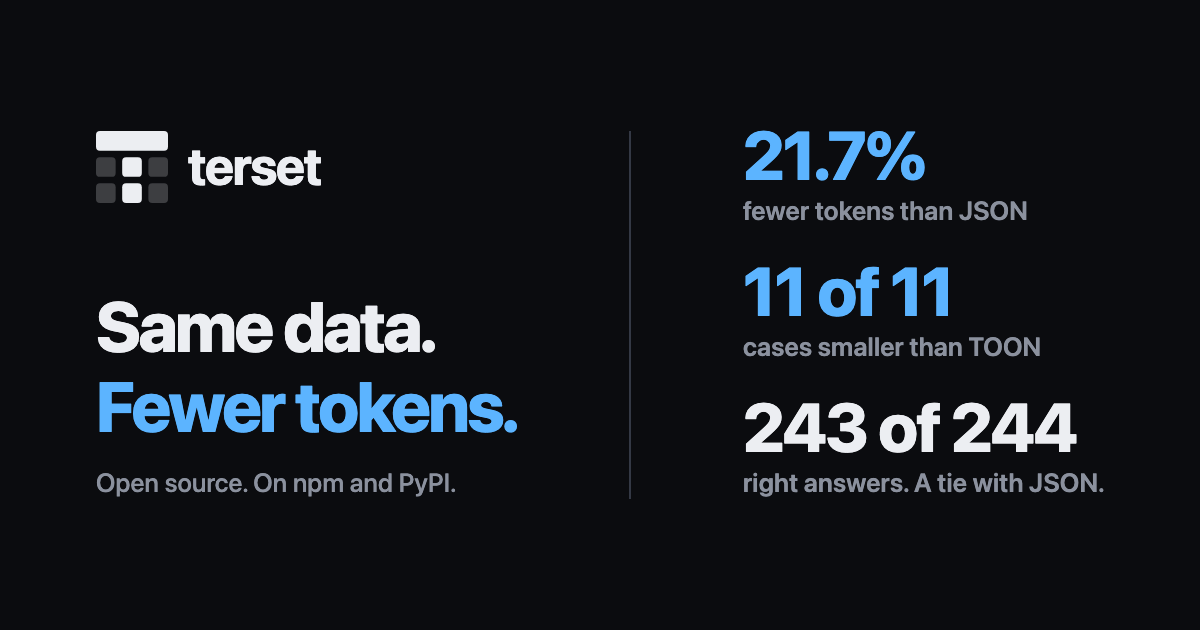 terset
Same data.
Fewer tokens.
Open source. On npm and PyPI.
21.7%
fewer tokens than JSON
11 of 11
cases smaller than TOON
243 of 244
right answers. A tie with JSON.